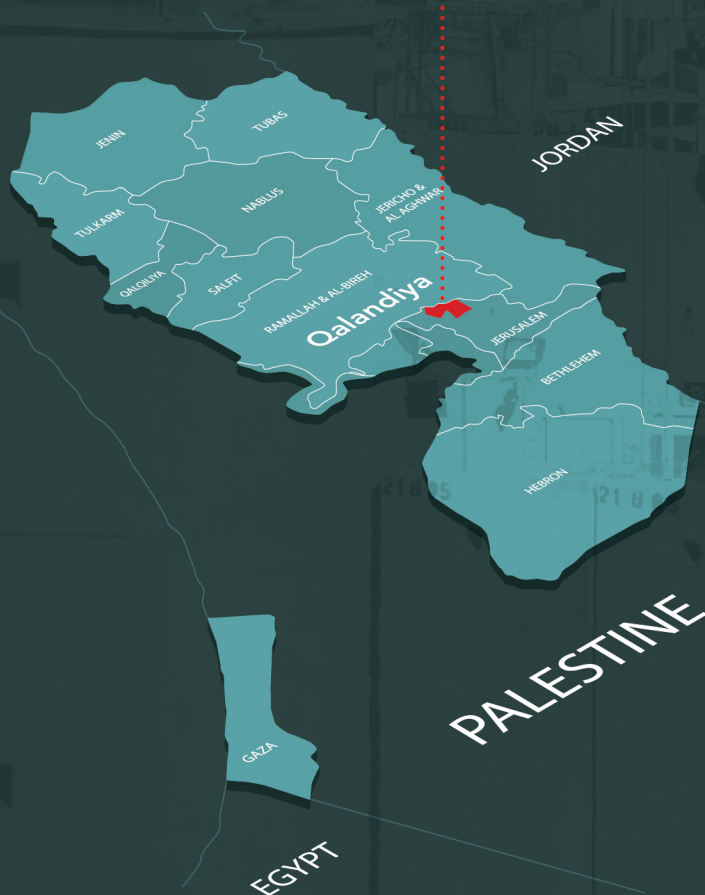 JORDAN
JENIN
TUBAS
NABLUS
JERICHO &
AL AGHWAR
TULKARM
QALQILIYA
SALFIT
RAMALLAH & AL-BIREH
Qalandiya
JERUSALEM
BETHLEHEM
HEBRON
PALESTINE
GAZA
EGYPT